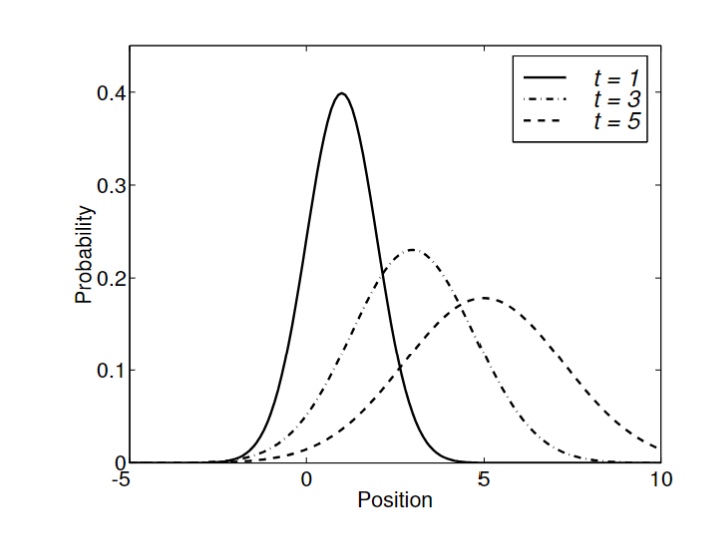 t = 1
t = 3
t = 5
0.4
0.3
0.2
0.1
0
-5
0
5
10
Probability
Position